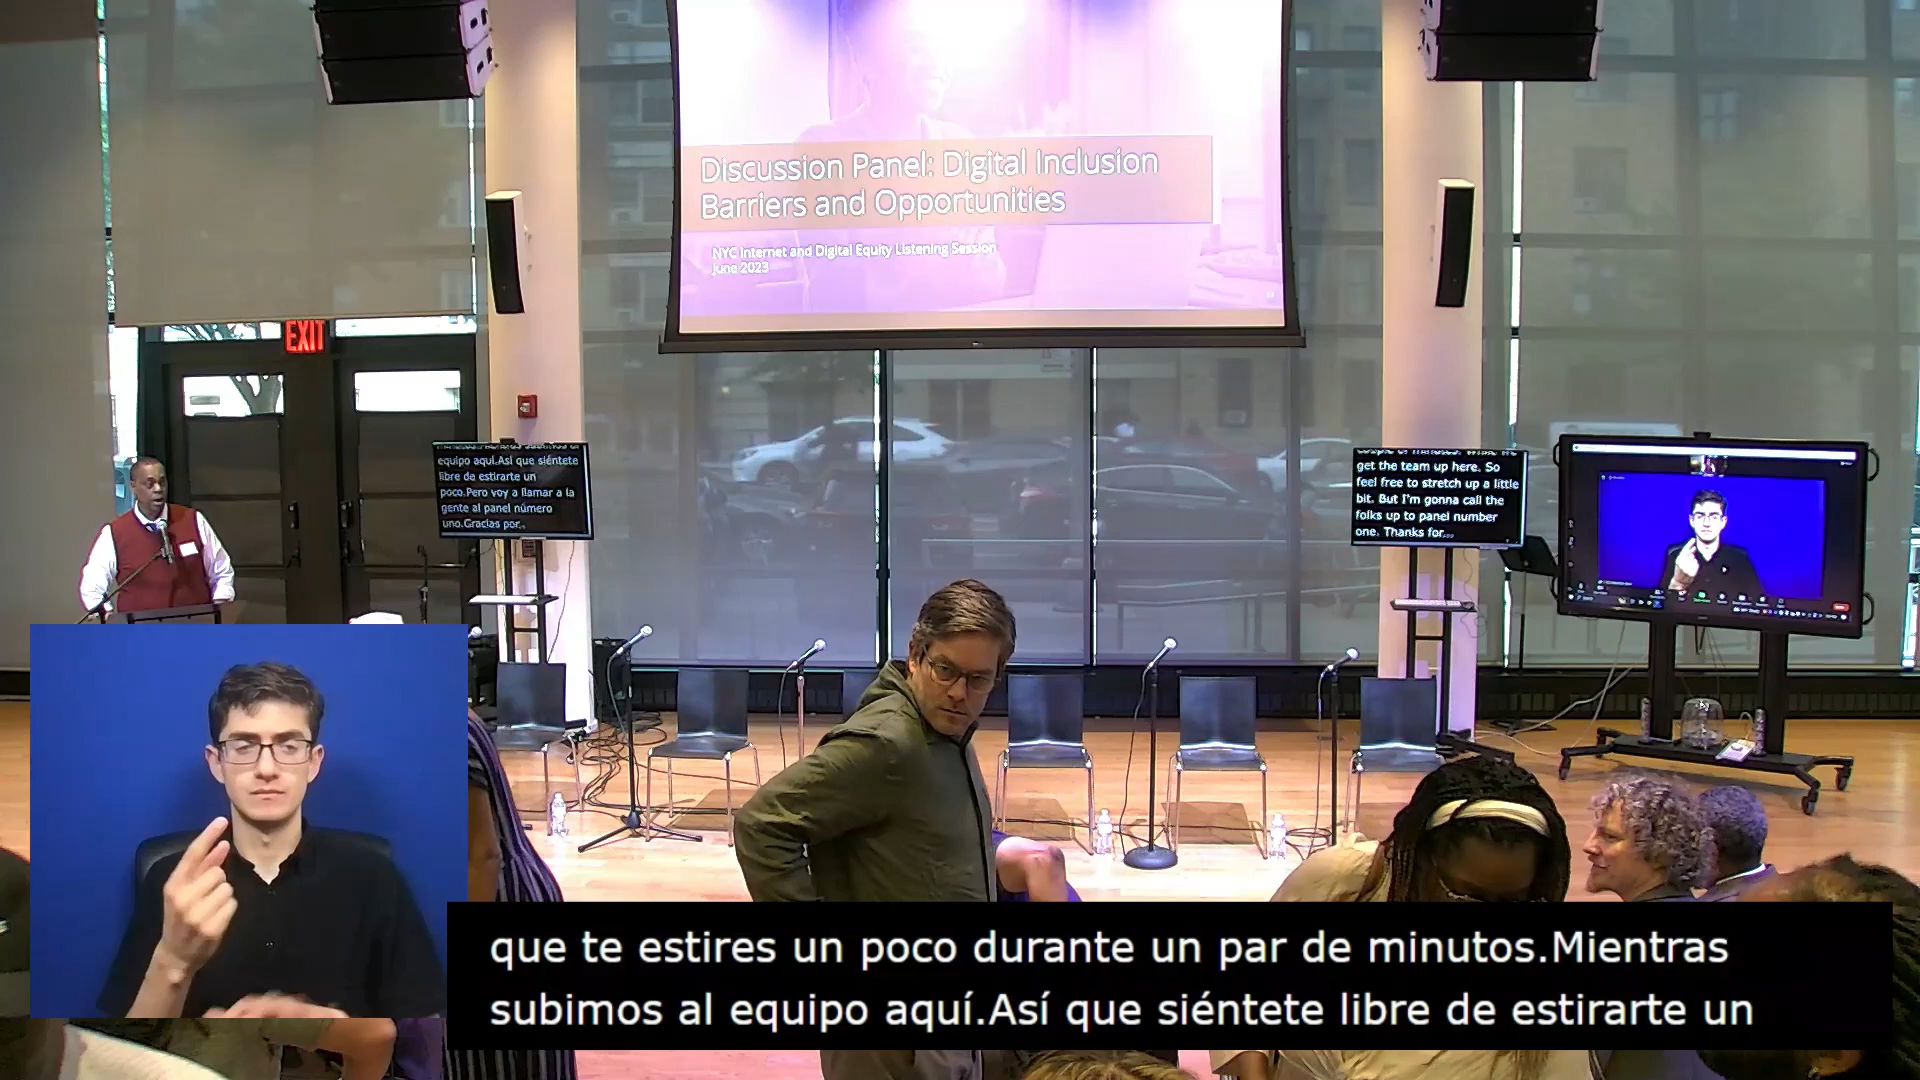 Discussion Panel: Digital Inclusion
Barriers and Opportunities
NYC Internet and Digital Equity Listening Session
June 2023
EXIT
equipo aquí.Así que siéntete
libre de estirarte un
poco.Pero voy a llamar a la
gente al panel número
uno.Gracias por..
get the team up here. So
feel free to stretch up a little
bit. But I'm gonna call the
folks up to panel number
one. Thanks for...
que te estires un poco durante un par de minutos.Mientras
subimos al equipo aquí.Así que siéntete libre de estirarte un